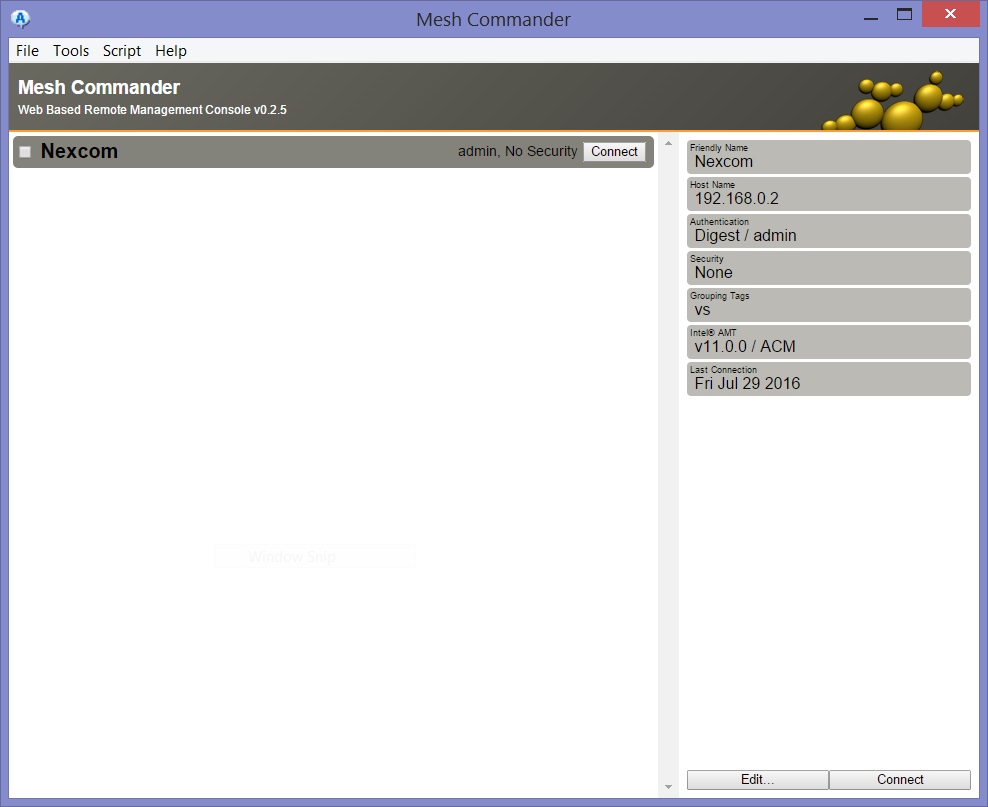 Mesh Commander
File Tools Script Help
Mesh Commander
Web Based Remote Management Console v0.2.5
Nexcom
admin, No Security
Connect
Friendly Name
Nexcom
Host Name
192.168.0.2
Authentication
Digest / admin
Security
None
Grouping Tags
vs
Intel® AMT
v11.0.0 / ACM
Last Connection
Fri Jul 29 2016
Window Snip
Edit...
Connect